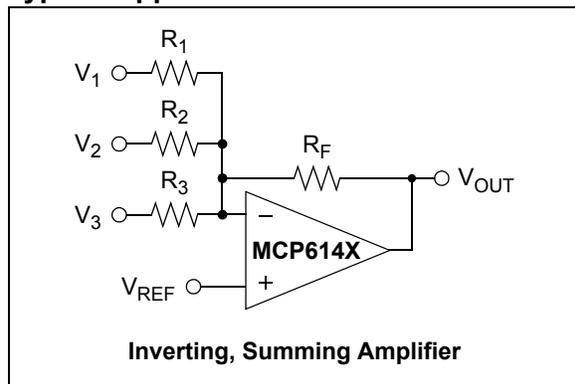 R1
V1
R2
V2
RF
VOUT
R3
V3
−
MCP614X
VREF
+
Inverting, Summing Amplifier